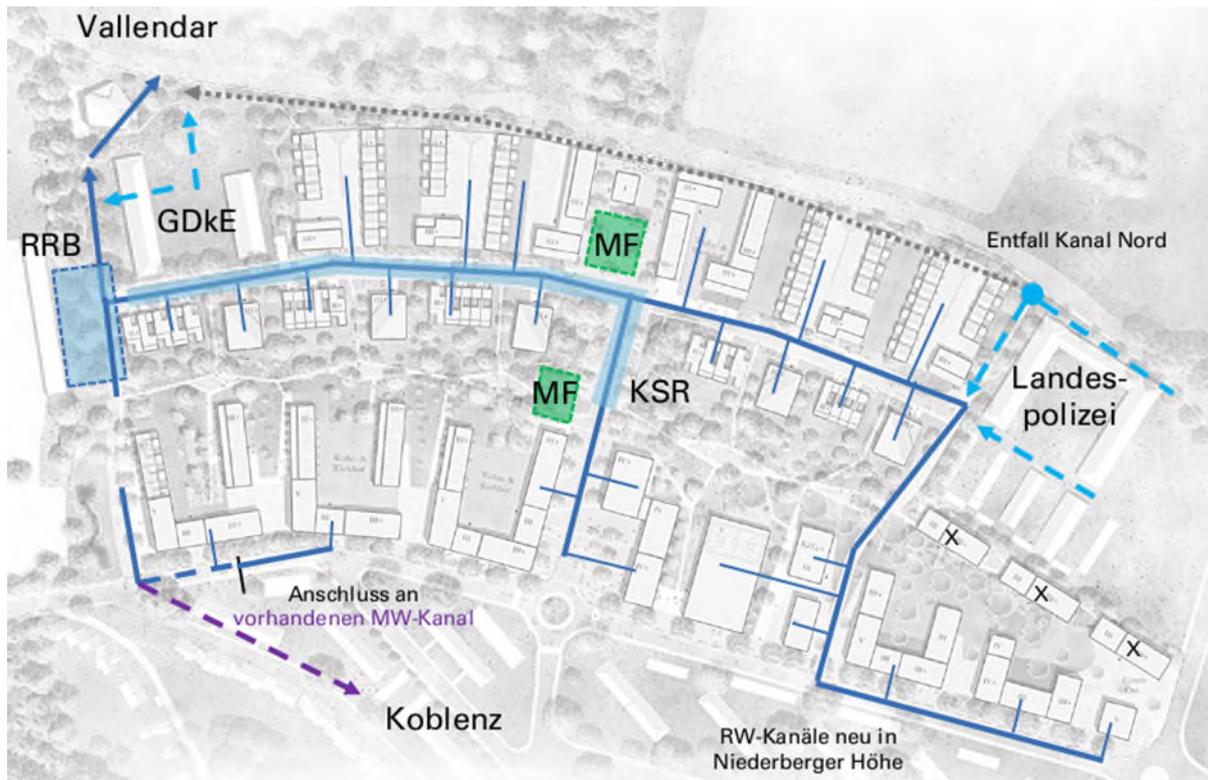 Vallendar
GDkE
RRB
MF
Entfall Kanal Nord
MF
KSR
Landes-
polizei
X
X
X
Anschluss an
vorhandenen MW-Kanal
Koblenz
RW-Kanäle neu in
Niederberger Höhe